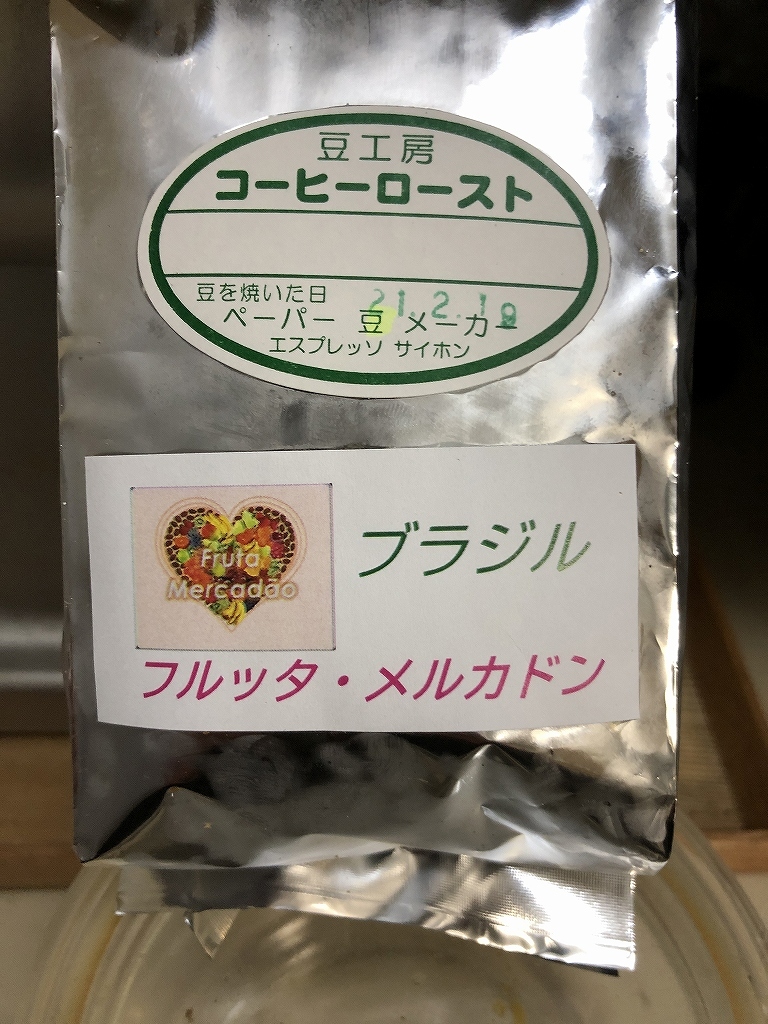 豆工房
コーヒーロースト
豆を焼いた日 21.2.19
ペーパー 豆 メーカー
エスプレッソ サイホン
Fruta
Mercadão
ブラジル
フルッタ・メルカドン